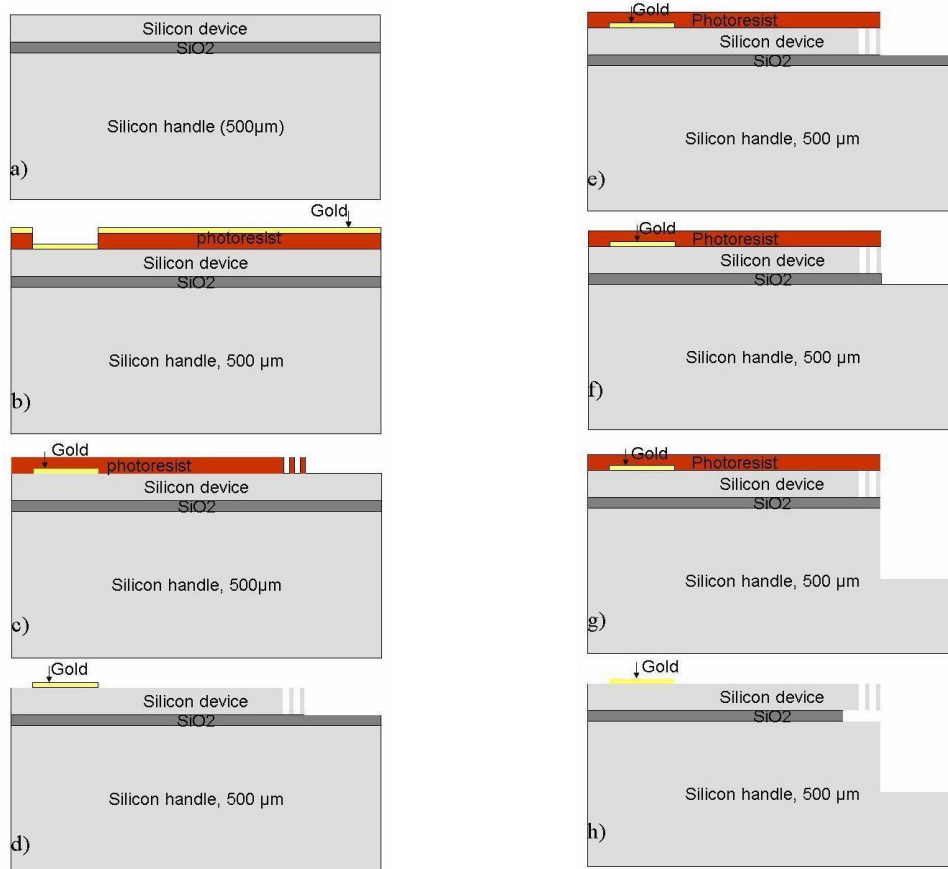 Silicon device
SiO2
Silicon handle (500µm)
a)
Gold
photoresist
Silicon device
SiO2
Silicon handle, 500 µm
b)
Gold
photoresist
Silicon device
SiO2
Silicon handle, 500µm
c)
Gold
Silicon device
SiO2
Silicon handle, 500 µm
d)
Gold Photoresist
Silicon device
SiO2
Silicon handle, 500 µm
e)
Gold
Photoresist
Silicon device
SiO2
Silicon handle, 500 µm
f)
Gold
Photoresist
Silicon device
SiO2
Silicon handle, 500 µm
g)
Gold
Silicon device
SiO2
Silicon handle, 500 µm
h)